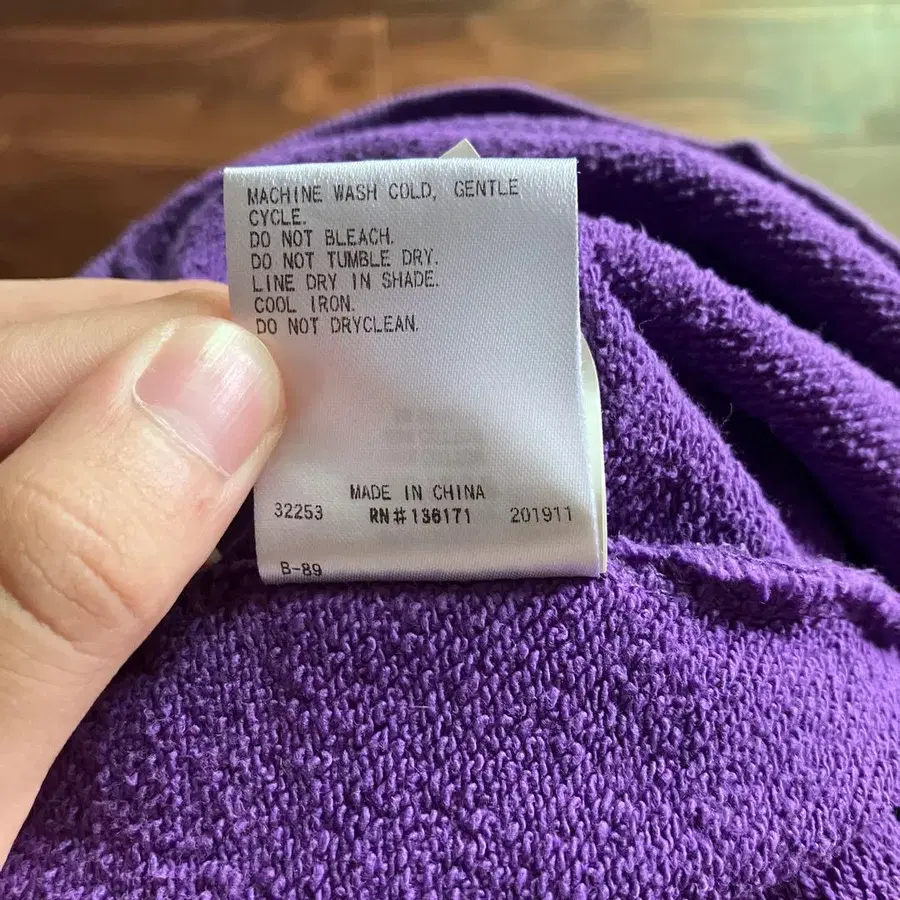 MACHINE WASH COLD, GENTLE
CYCLE.
DO NOT BLEACH.
DO NOT TUMBLE DRY.
LINE DRY IN SHADE.
COOL IRON.
DO NOT DRYCLEAN.
MADE IN CHINA
32253 RN#136171 201911
B-89